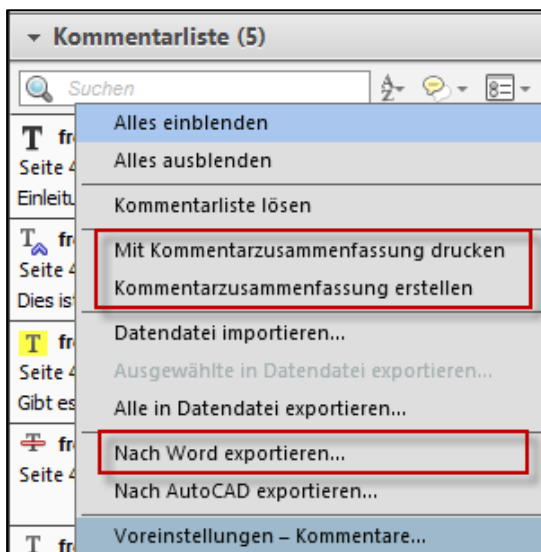 Kommentarliste (5)
Suchen
Alles einblenden
Alles ausblenden
Seite 4
Einleitu
Kommentarliste lösen
Mit Kommentarzusammenfassung drucken
Seite 4
Kommentarzusammenfassung erstellen
Dies ist
Datendatei importieren...
Seite 4
Ausgewählte in Datendatei exportieren...
Gibt es
Alle in Datendatei exportieren...
Nach Word exportieren...
Seite 4
Nach AutoCAD exportieren...
Voreinstellungen – Kommentare...